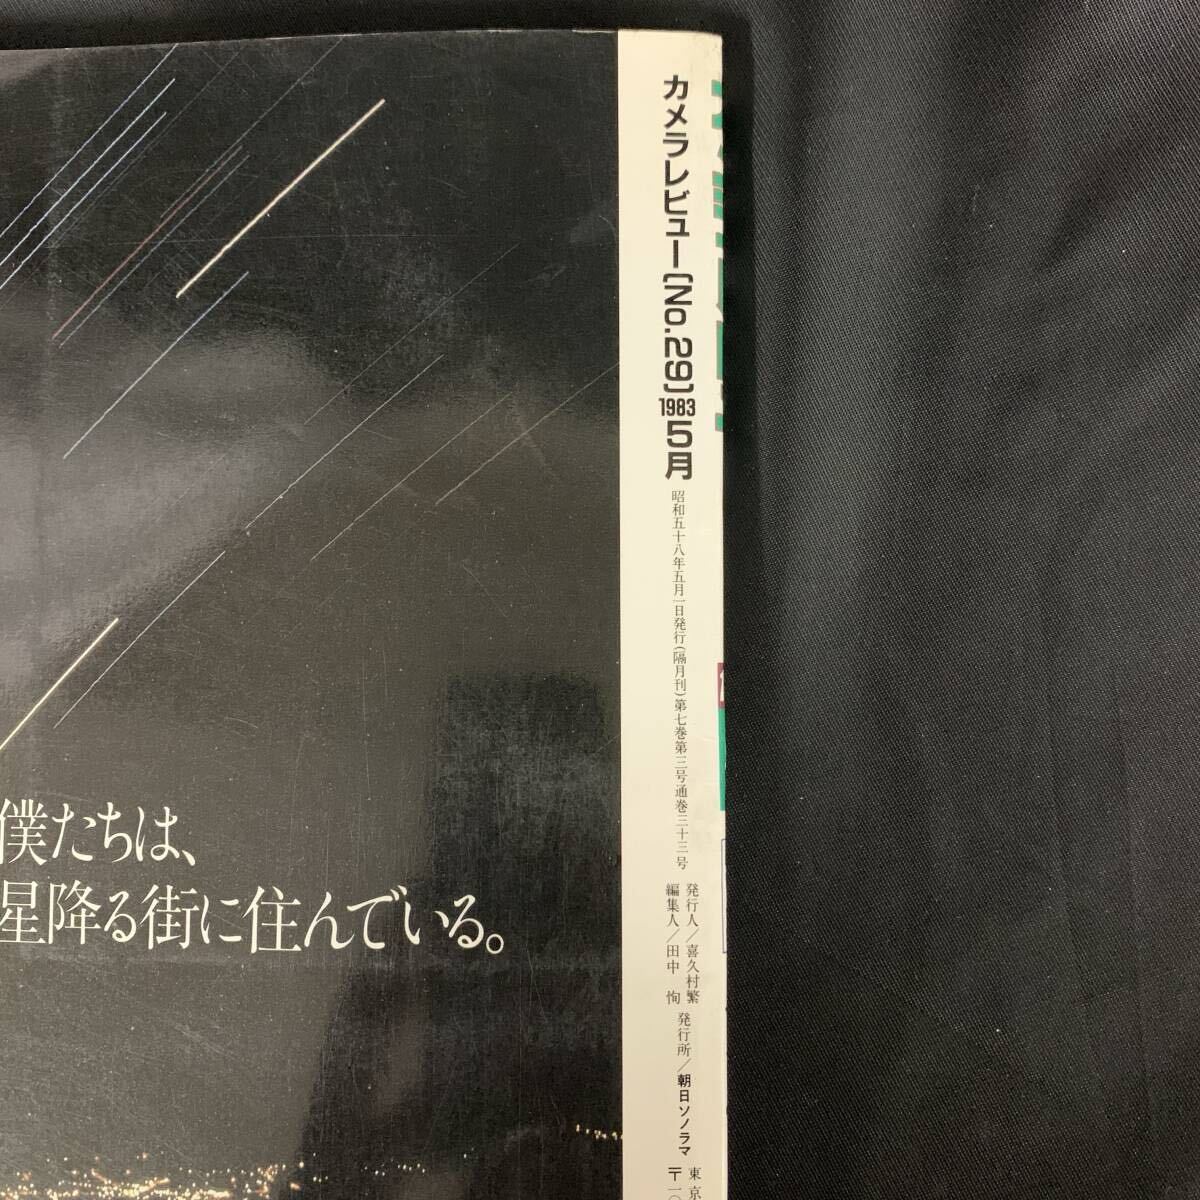 カメラレビュー[No.29]1983 5月
昭和五十八年五月一日発行(隔月刊)第七巻第三号通巻三十三号
発行人/喜久村繁
編集人/田中 恂
発行所/朝日ソノラマ
東京
〒一〇
僕たちは、
星降る街に住んでいる。